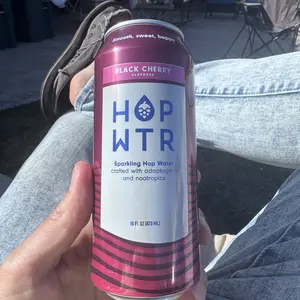 Smooth, sweet, hoppy
BLACK CHERRY
FLAVORED
HOP
WTR
Sparkling Hop Water
crafted with adaptogens
and nootropics
16 FL OZ (473 mL)